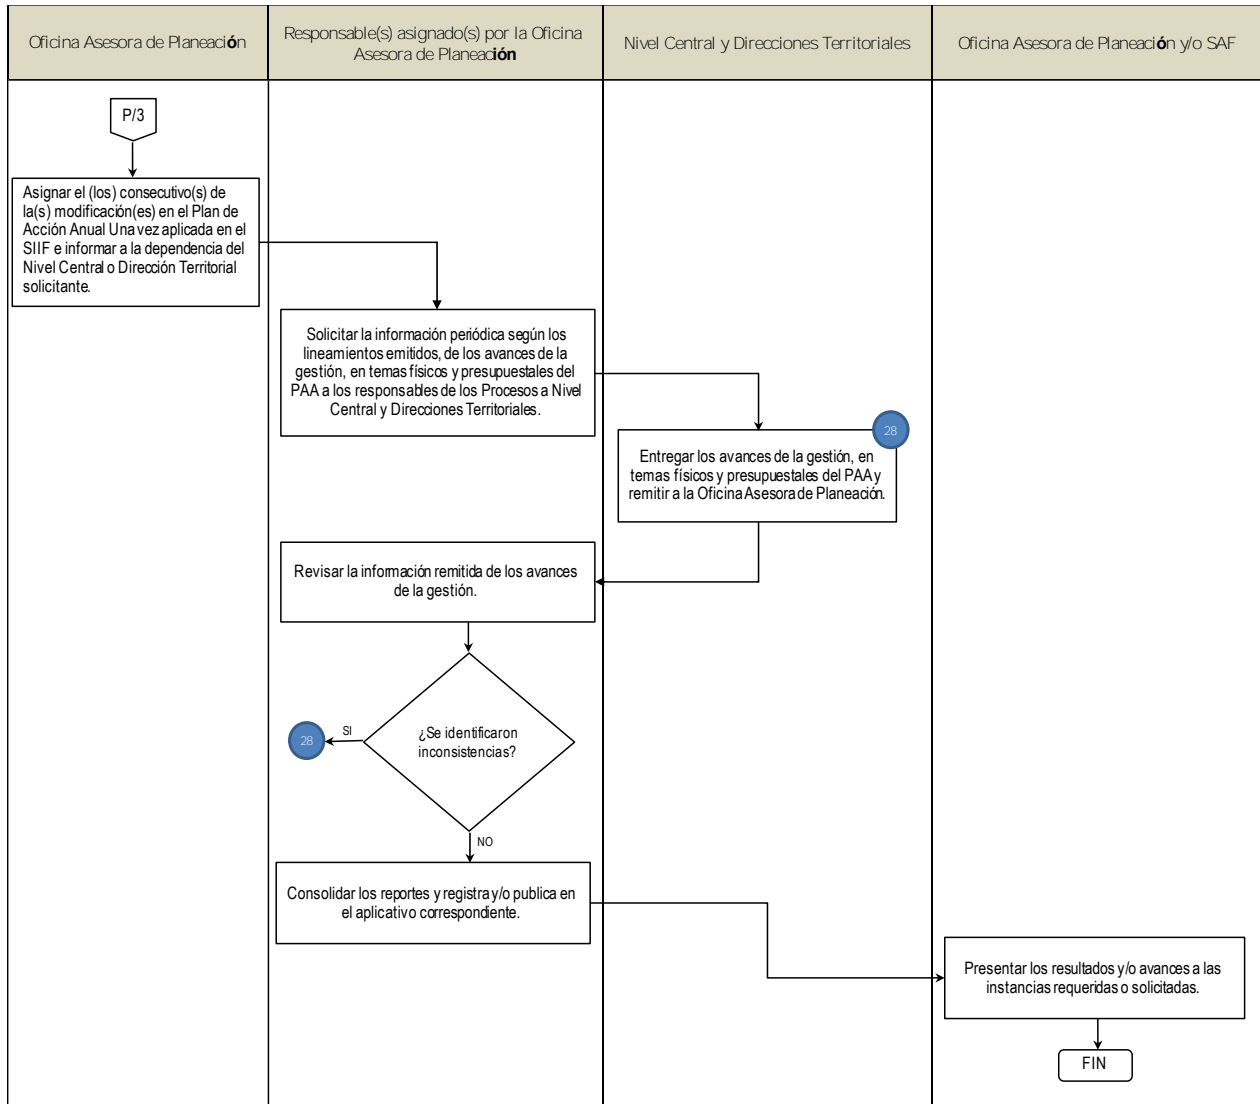 Oficina Asesora de Planeación
Responsable(s) asignado(s) por la Oficina
Asesora de Planeación
Nivel Central y Direcciones Territoriales
Oficina Asesora de Planeación y/o SAF
P/3
Asignar el (los) consecutivo(s) de
la(s) modificación(es) en el Plan de
Acción Anual Una vez aplicada en el
SIIF e informar a la dependencia del
Nivel Central o Dirección Territorial
solicitante.
Solicitar la información periódica según los
lineamientos emitidos, de los avances de la
gestión, en temas físicos y presupuestales del
PAA a los responsables de los Procesos a Nivel
Central y Direcciones Territoriales.
28
Entregar los avances de la gestión, en
temas físicos y presupuestales del PAA y
remitir a la Oficina Asesora de Planeación.
Revisar la información remitida de los avances
de la gestión.
¿Se identificaron
inconsistencias?
SI
28
NO
Consolidar los reportes y registra y/o publica en
el aplicativo correspondiente.
Presentar los resultados y/o avances a las
instancias requeridas o solicitadas.
FIN